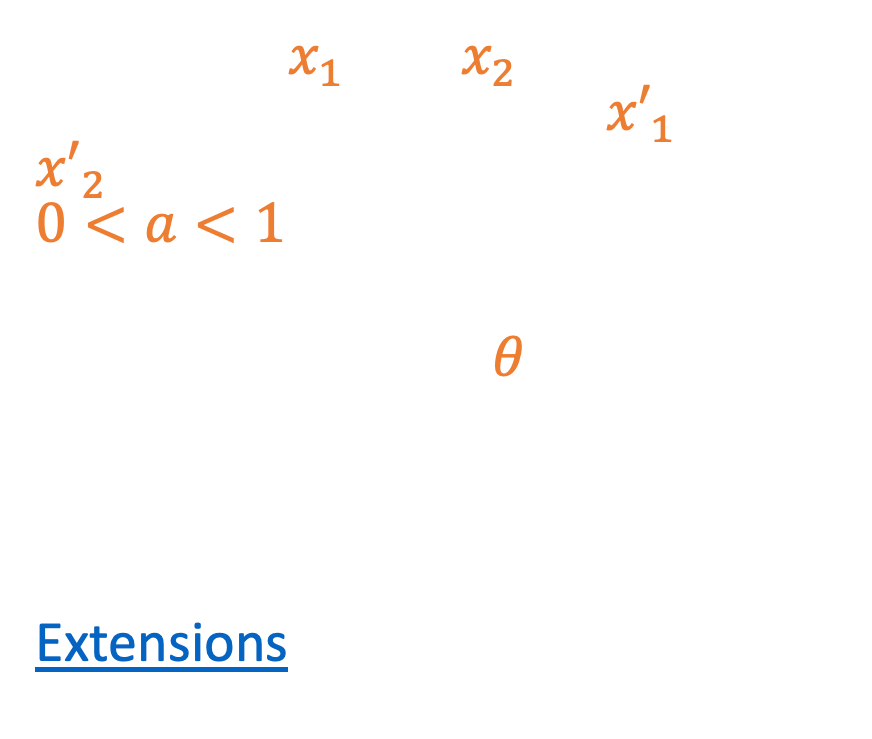 x₁ x₂
x′₁
x′₂
0 < a < 1
θ
Extensions